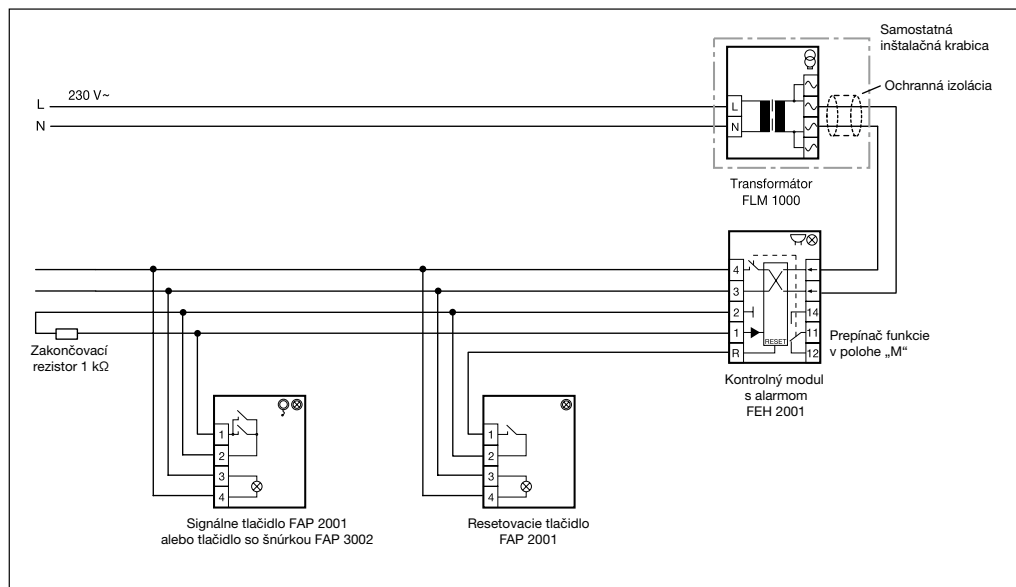 Samostatná
inštalačná krabica
Ochranná izolácia
230 V~
L
N
L
N
Transformátor
FLM 1000
4
3
2
1
R
RESET
14
11
12
Prepínač funkcie
v polohe „M“
Kontrolný modul
s alarmom
FEH 2001
Zakončovací
rezistor 1 kΩ
1
2
3
4
Signálne tlačidlo FAP 2001
alebo tlačidlo so šnúrkou FAP 3002
1
2
3
4
Resetovacie tlačidlo
FAP 2001